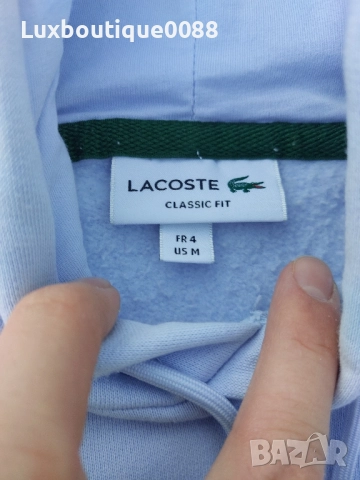 Luxboutique0088
LACOSTE
CLASSIC FIT
FR 4
US M
BAZAR